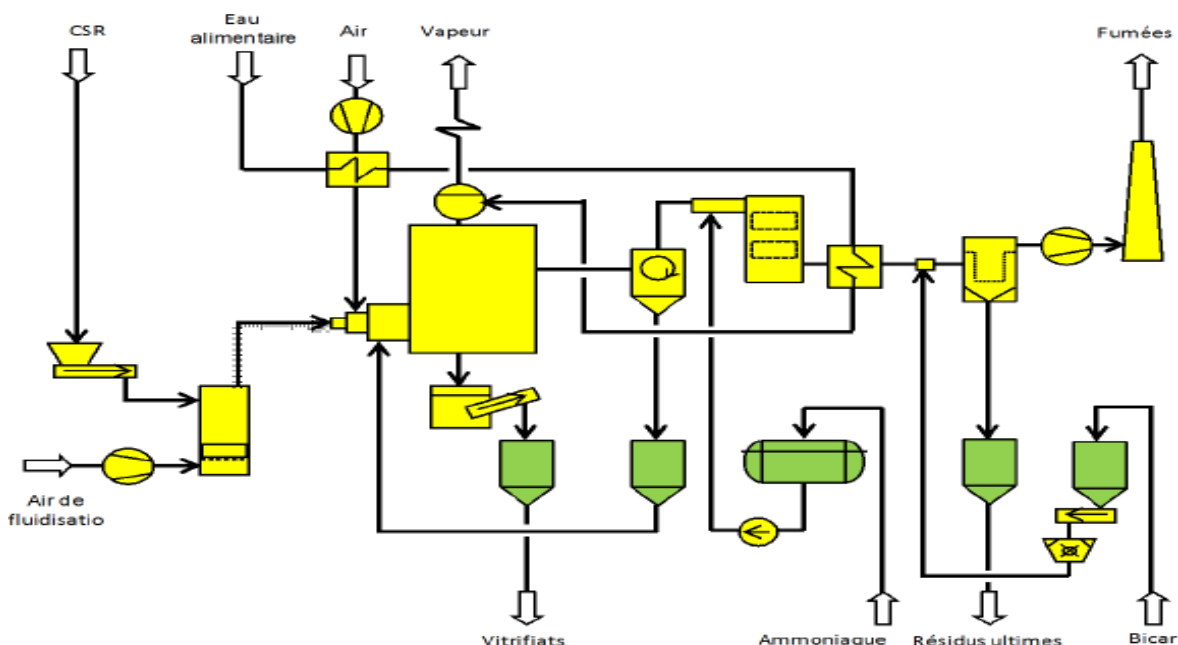 CSR
Eau
alimentaire
Air
Vapeur
Fumées
Air de
fluidisatio
Vitrifiats
Ammoniaque
Résidus ultimes
Bicar